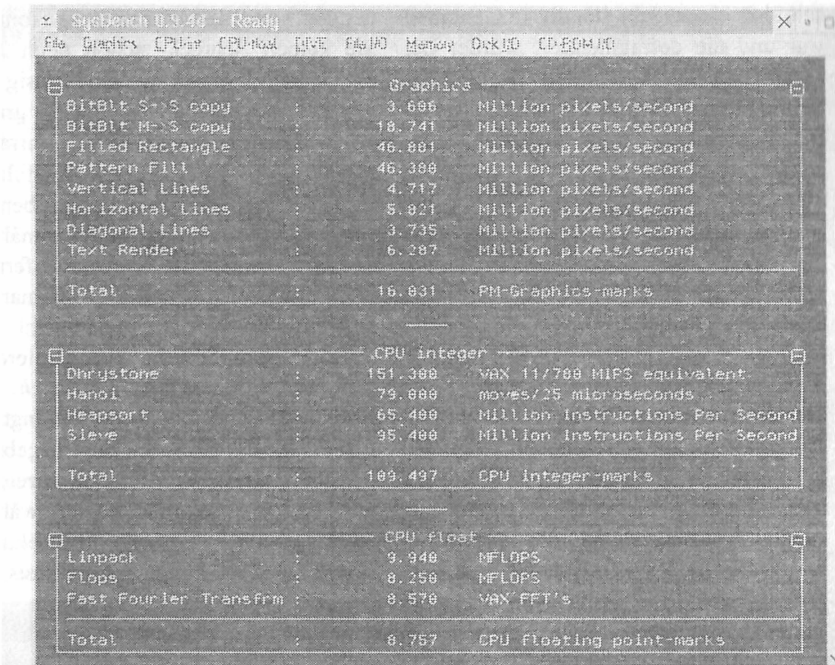 SysBench 0.9.4d - Ready
File Graphics CPU-int CPU-float DIVE File I/O Memory Disk I/O CD-ROM I/O
Graphics
BitBlt S->S copy : 3.606 Million pixels/second
BitBlt M->S copy : 18.741 Million pixels/second
Filled Rectangle : 46.881 Million pixels/second
Pattern Fill : 46.380 Million pixels/second
Vertical Lines : 4.717 Million pixels/second
Horizontal Lines : 5.821 Million pixels/second
Diagonal Lines : 3.735 Million pixels/second
Text Render : 6.287 Million pixels/second
Total : 16.831 PM-Graphics-marks
CPU integer
Dhrystone : 151.300 VAX 11/780 MIPS equivalent
Hanoi : 79.000 moves/25 microseconds
Heapsort : 65.400 Million Instructions Per Second
Sieve : 95.400 Million Instructions Per Second
Total : 109.497 CPU integer-marks
CPU float
Linpack : 9.940 MFLOPS
Flops : 8.250 MFLOPS
Fast Fourier Transfrm : 8.570 VAX FFT's
Total : 8.757 CPU floating point-marks